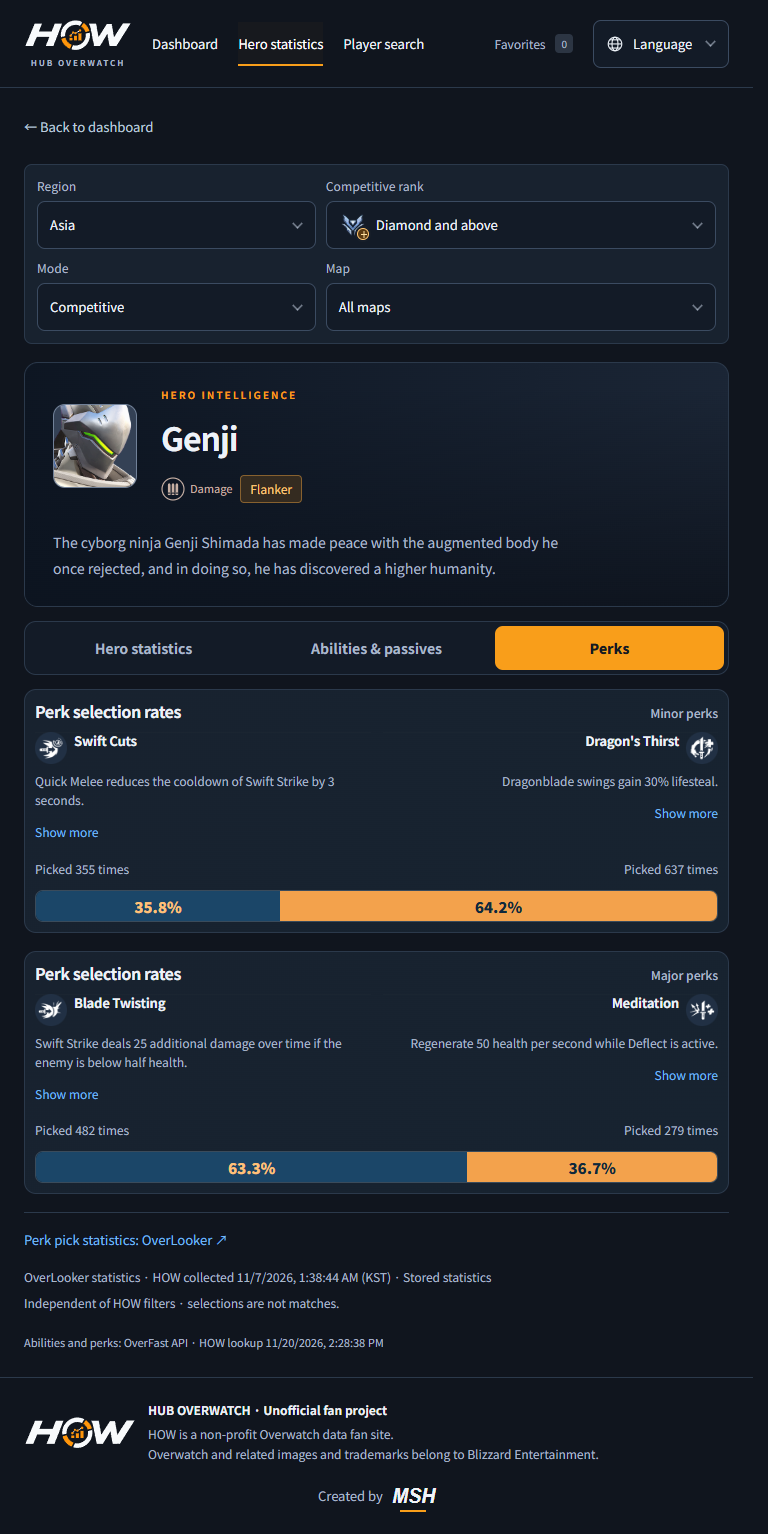 HOW
HUB OVERWATCH
Dashboard
Hero statistics
Player search
Favorites 0
Language
← Back to dashboard
Region
Competitive rank
Asia
Diamond and above
Mode
Map
Competitive
All maps
HERO INTELLIGENCE
Genji
Damage
Flanker
The cyborg ninja Genji Shimada has made peace with the augmented body he
once rejected, and in doing so, he has discovered a higher humanity.
Hero statistics
Abilities & passives
Perks
Perk selection rates
Minor perks
Swift Cuts
Dragon's Thirst
Quick Melee reduces the cooldown of Swift Strike by 3
seconds.
Dragonblade swings gain 30% lifesteal.
Show more
Show more
Picked 355 times
Picked 637 times
35.8%
64.2%
Perk selection rates
Major perks
Blade Twisting
Meditation
Swift Strike deals 25 additional damage over time if the
enemy is below half health.
Regenerate 50 health per second while Deflect is active.
Show more
Show more
Picked 482 times
Picked 279 times
63.3%
36.7%
Perk pick statistics: OverLooker ↗
OverLooker statistics · HOW collected 11/7/2026, 1:38:44 AM (KST) · Stored statistics
Independent of HOW filters · selections are not matches.
Abilities and perks: OverFast API · HOW lookup 11/20/2026, 2:28:38 PM
HOW
HUB OVERWATCH · Unofficial fan project
HOW is a non-profit Overwatch data fan site.
Overwatch and related images and trademarks belong to Blizzard Entertainment.
Created by MSH